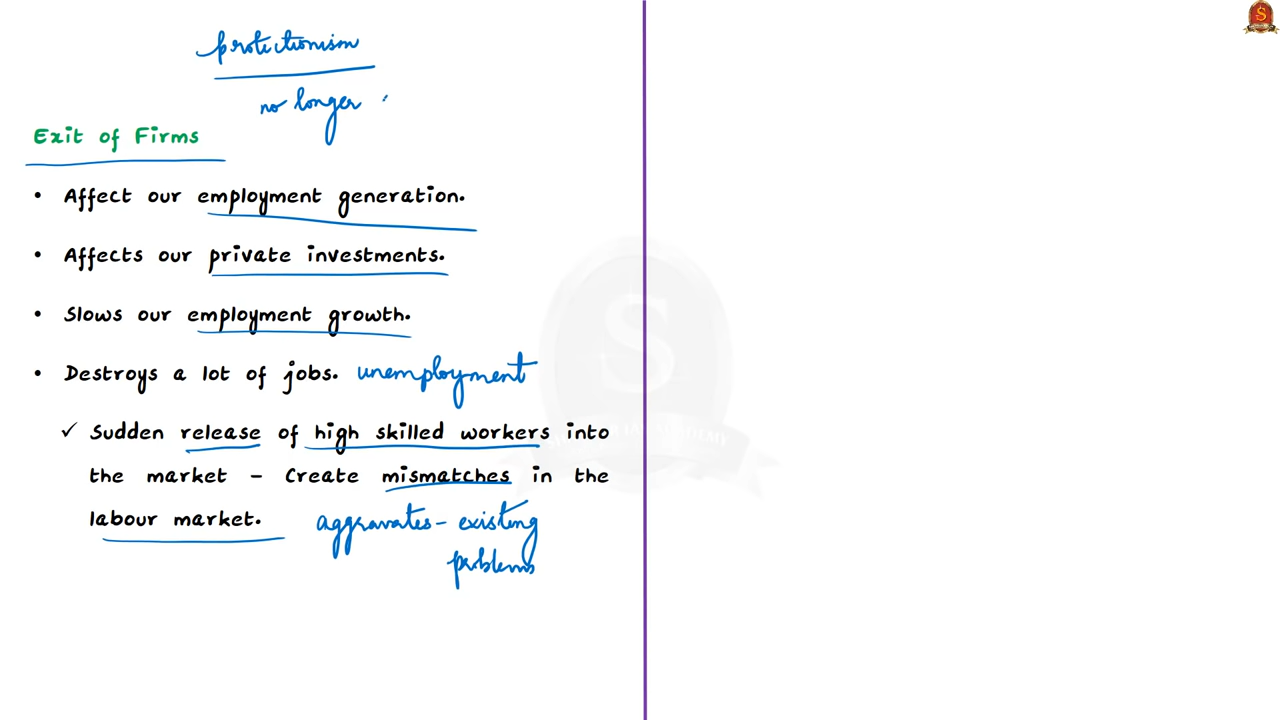 protectionism
no longer
Exit of Firms
• Affect our employment generation.
• Affects our private investments.
• Slows our employment growth.
• Destroys a lot of jobs. unemployment
✓ Sudden release of high skilled workers into
the market – Create mismatches in the
labour market. aggravates – existing
problems
S